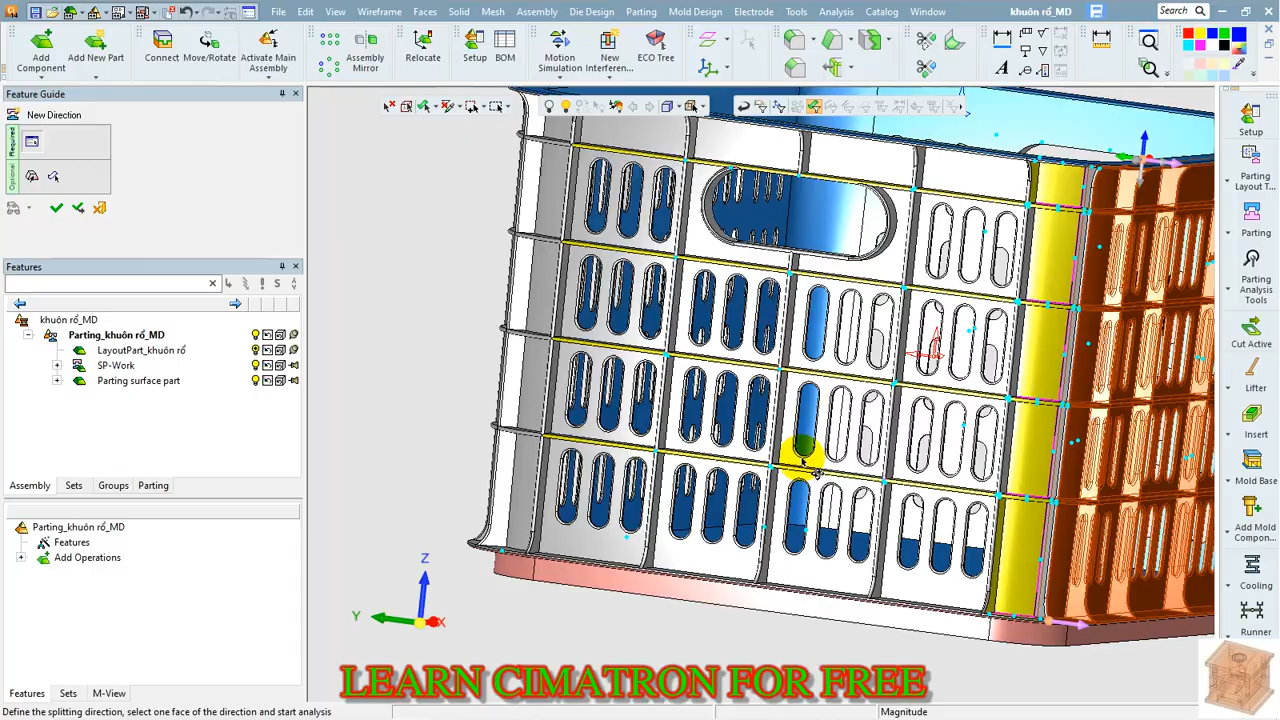 File Edit View Wireframe Faces Solid Mesh Assembly Die Design Parting Mold Design Electrode Tools Analysis Catalog Window khuôn rổ_MD Search
Add Component
Add New Part
Connect
Move/Rotate
Activate Main Assembly
Assembly Mirror
Relocate
Setup
BOM
Motion Simulation
New Interferen...
ECO Tree
Feature Guide
New Direction
Required
Optional
Features
khuôn rổ_MD
Parting_khuôn rổ_MD
LayoutPart_khuôn rổ
SP-Work
Parting surface part
Assembly Sets Groups Parting
Parting_khuôn rổ_MD
Features
Add Operations
Features Sets M-View
Z
Y
X
Setup
Parting Layout T...
Parting
Parting Analysis Tools
Cut Active
Lifter
Insert
Mold Base
Add Mold Compon...
Cooling
Runner
LEARN CIMATRON FOR FREE
Define the splitting direction, select one face of the direction and start analysis
Magnitude